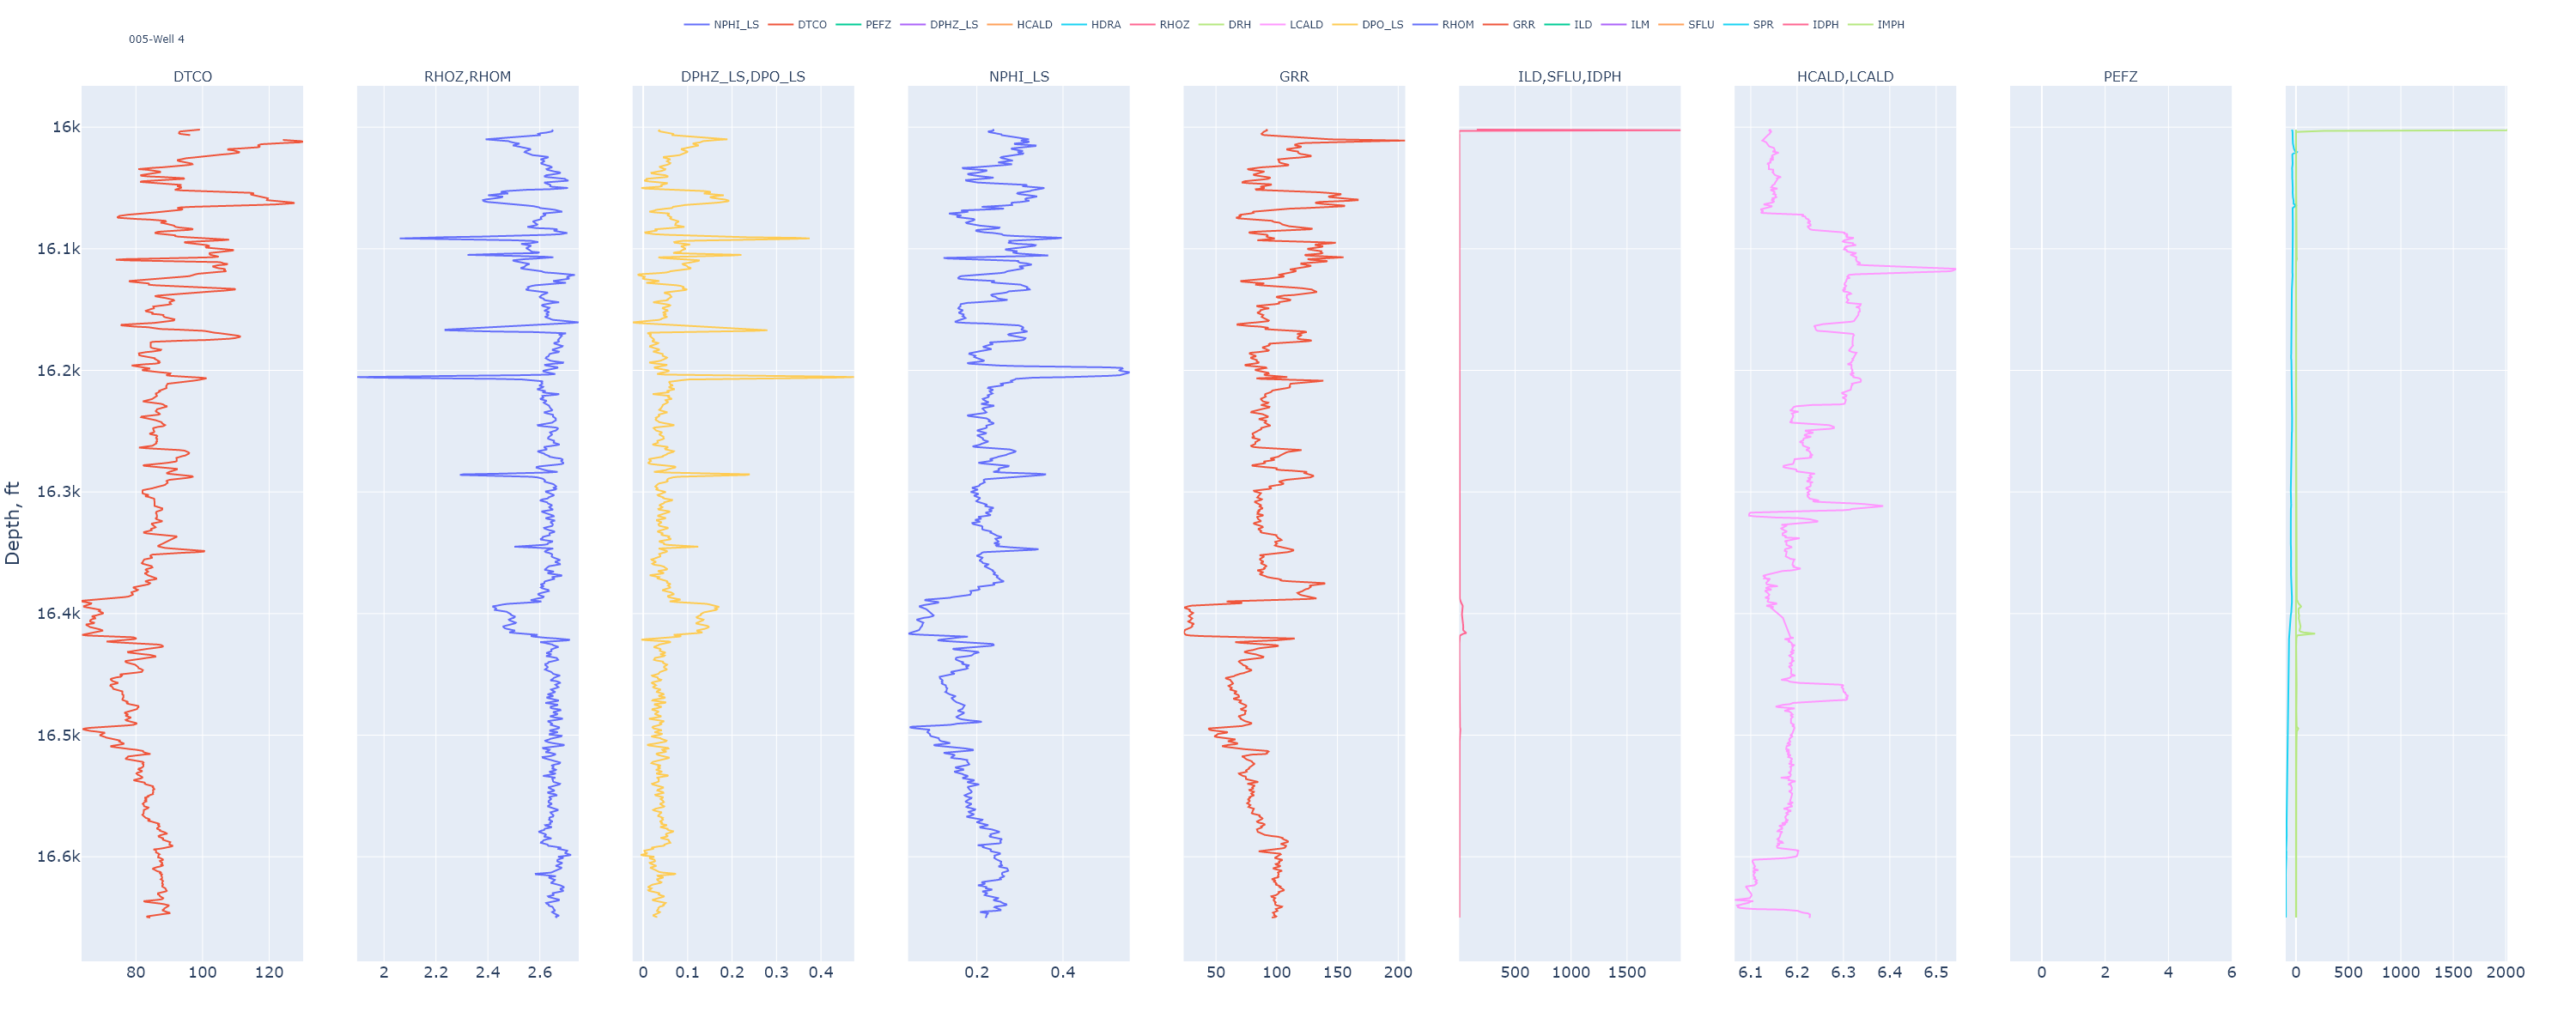 NPHI_LS DTCO PEFZ DPHZ_LS HCALD HDRA RHOZ DRH LCALD DPO_LS RHOM GRR ILD ILM SFLU SPR IDPH IMPH
005-Well 4
DTCO RHOZ,RHOM DPHZ_LS,DPO_LS NPHI_LS GRR ILD,SFLU,IDPH HCALD,LCALD PEFZ
Depth, ft
16k
16.1k
16.2k
16.3k
16.4k
16.5k
16.6k
80 100 120 2 2.2 2.4 2.6 0 0.1 0.2 0.3 0.4 0.2 0.4 50 100 150 200 500 1000 1500 6.1 6.2 6.3 6.4 6.5 0 2 4 6 0 500 1000 1500 2000